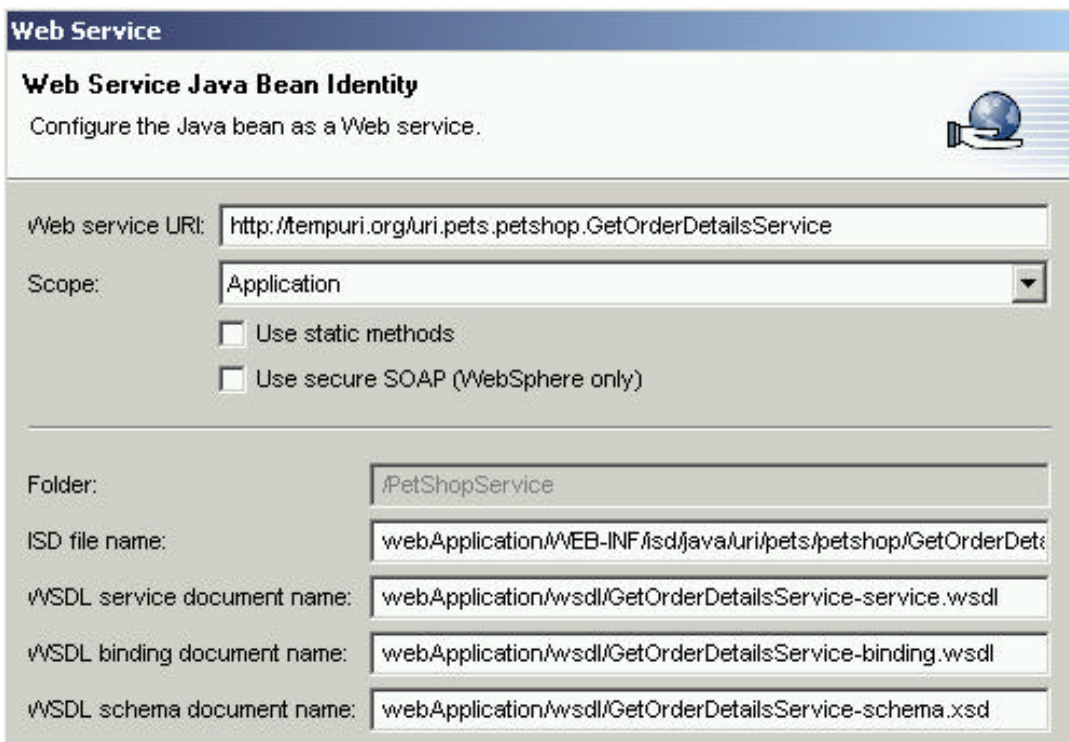 Web Service
Web Service Java Bean Identity
Configure the Java bean as a Web service.
Web service URI: http://tempuri.org/uri.pets.petshop.GetOrderDetailsService
Scope: Application
Use static methods
Use secure SOAP (WebSphere only)
Folder: /PetShopService
ISD file name: webApplication/WEB-INF/isd/java/uri/pets/petshop/GetOrderDeta
WSDL service document name: webApplication/wsdl/GetOrderDetailsService-service.wsdl
WSDL binding document name: webApplication/wsdl/GetOrderDetailsService-binding.wsdl
WSDL schema document name: webApplication/wsdl/GetOrderDetailsService-schema.xsd